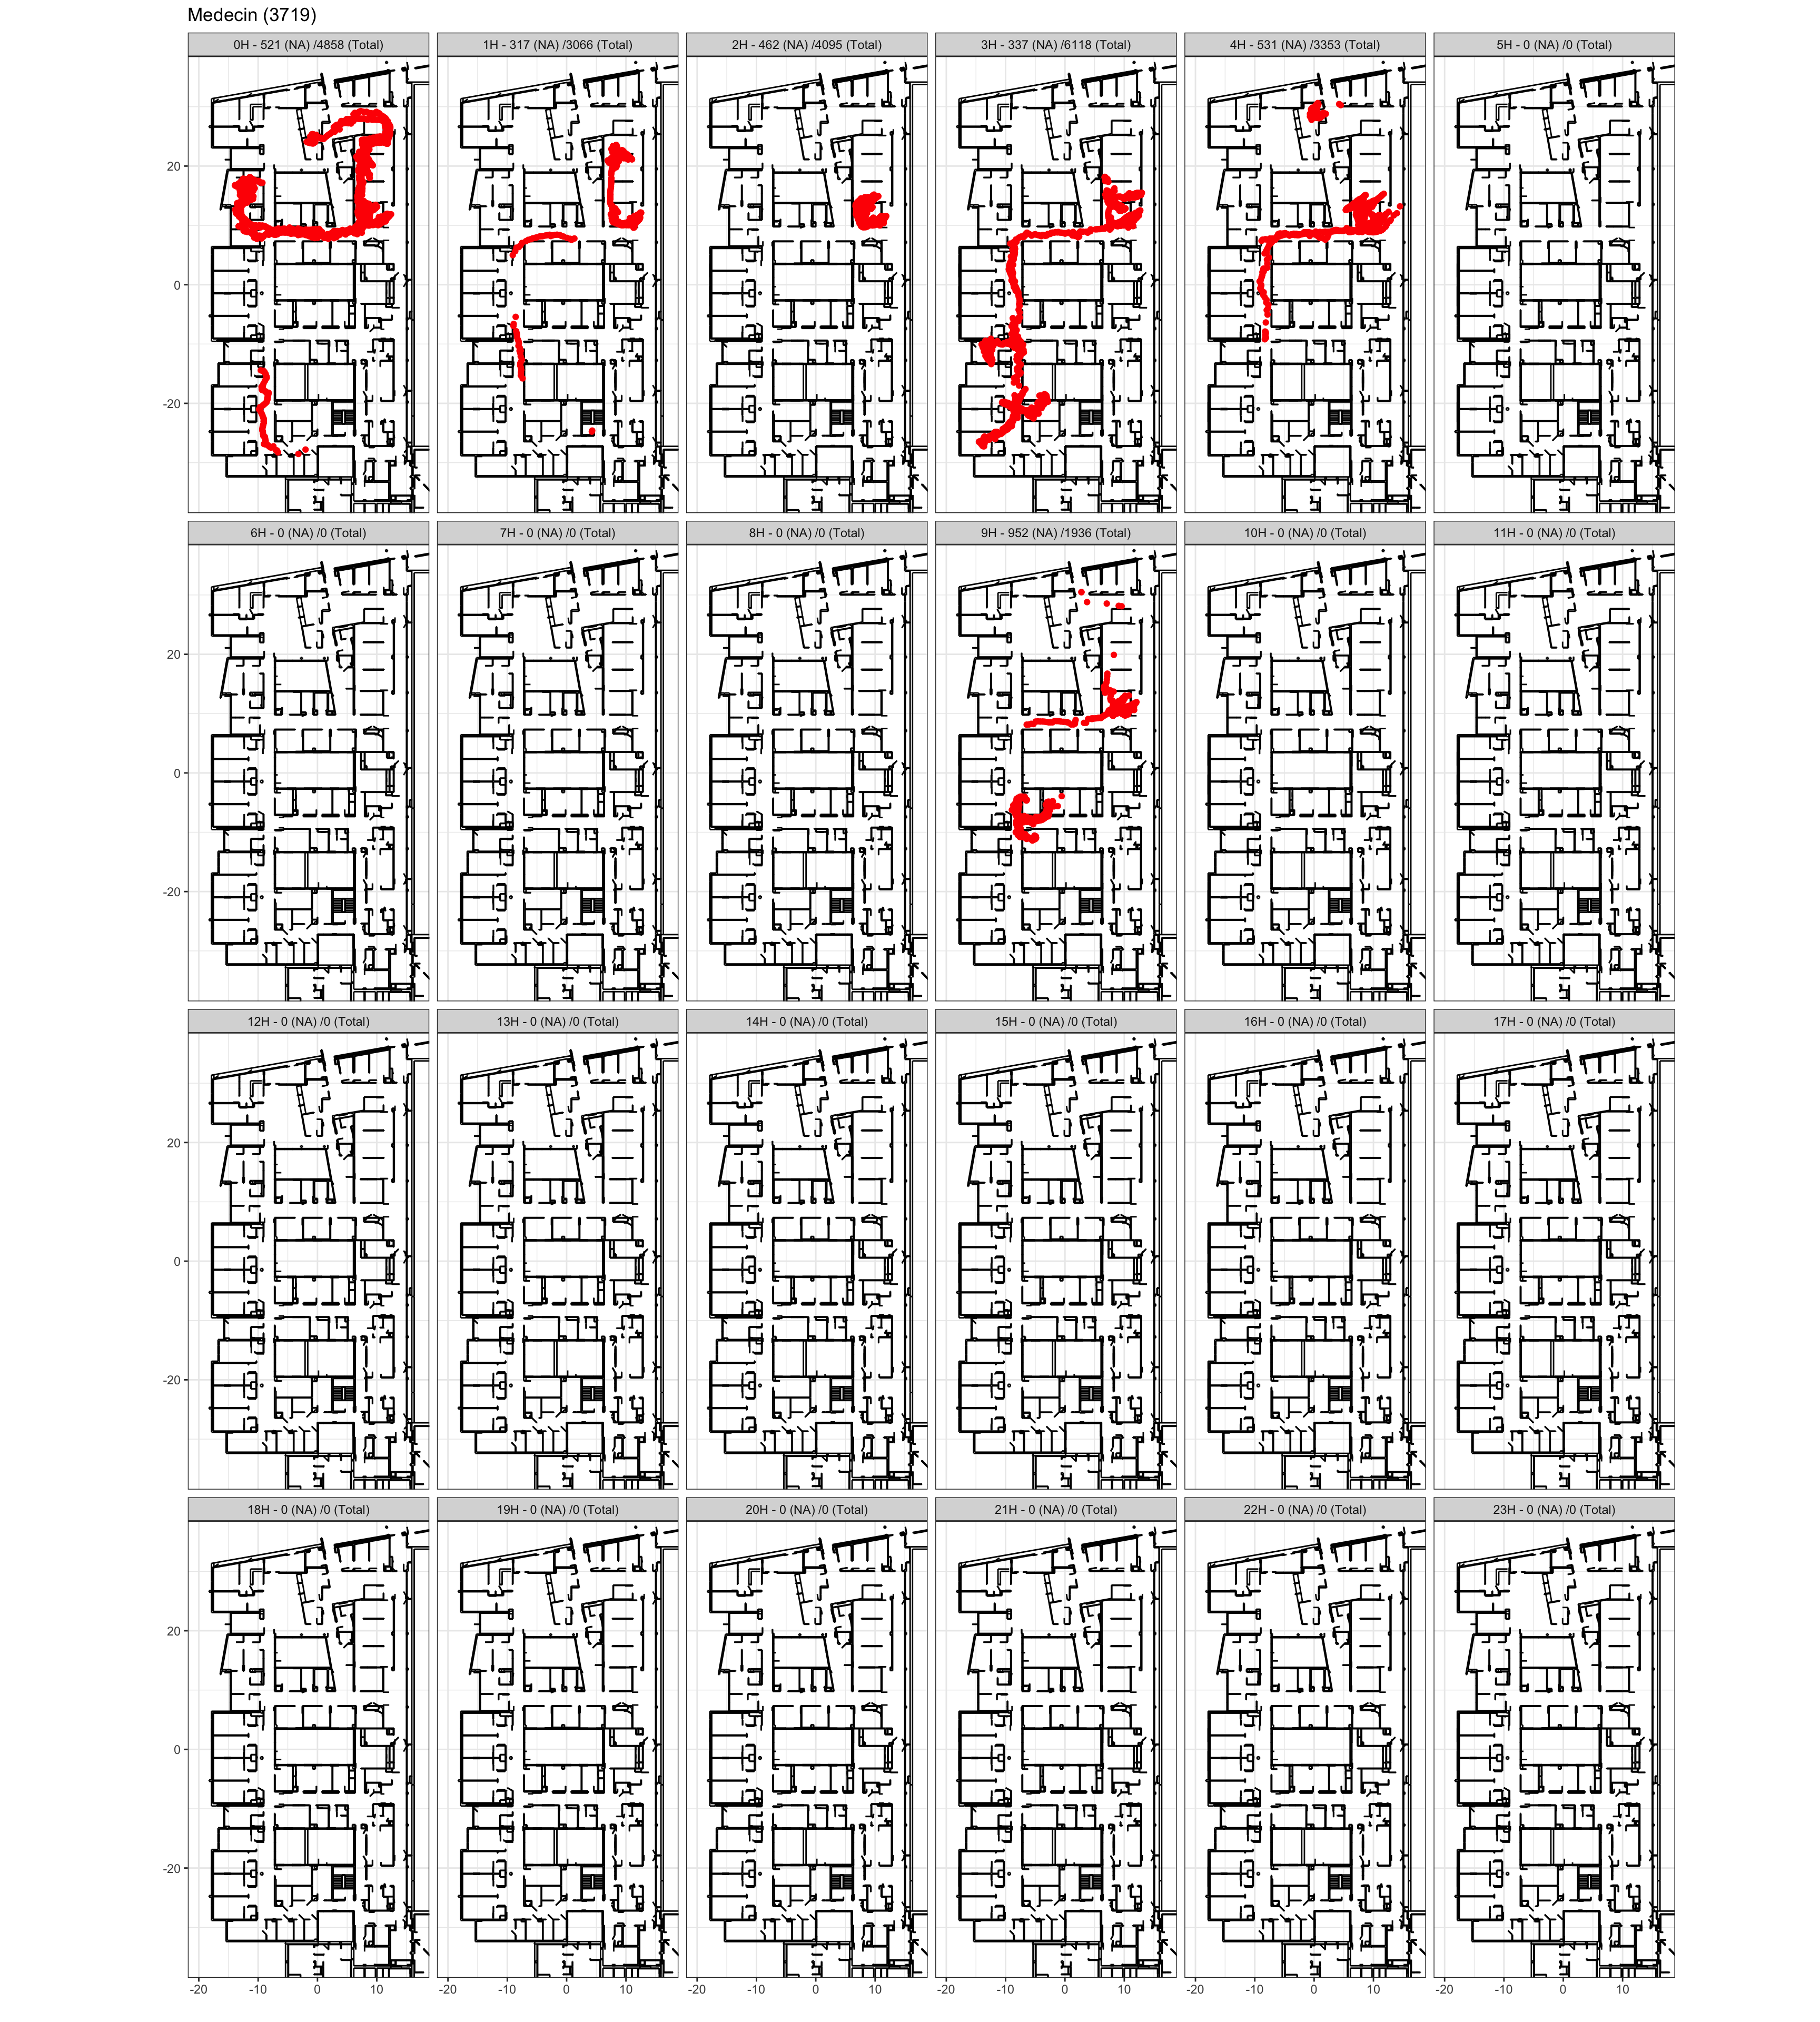 Medecin (3719)
0H - 521 (NA) /4858 (Total) 1H - 317 (NA) /3066 (Total) 2H - 462 (NA) /4095 (Total) 3H - 337 (NA) /6118 (Total) 4H - 531 (NA) /3353 (Total) 5H - 0 (NA) /0 (Total)
20
0
-20
6H - 0 (NA) /0 (Total) 7H - 0 (NA) /0 (Total) 8H - 0 (NA) /0 (Total) 9H - 952 (NA) /1936 (Total) 10H - 0 (NA) /0 (Total) 11H - 0 (NA) /0 (Total)
20
0
-20
12H - 0 (NA) /0 (Total) 13H - 0 (NA) /0 (Total) 14H - 0 (NA) /0 (Total) 15H - 0 (NA) /0 (Total) 16H - 0 (NA) /0 (Total) 17H - 0 (NA) /0 (Total)
20
0
-20
18H - 0 (NA) /0 (Total) 19H - 0 (NA) /0 (Total) 20H - 0 (NA) /0 (Total) 21H - 0 (NA) /0 (Total) 22H - 0 (NA) /0 (Total) 23H - 0 (NA) /0 (Total)
20
0
-20
-20 -10 0 10 -20 -10 0 10 -20 -10 0 10 -20 -10 0 10 -20 -10 0 10 -20 -10 0 10